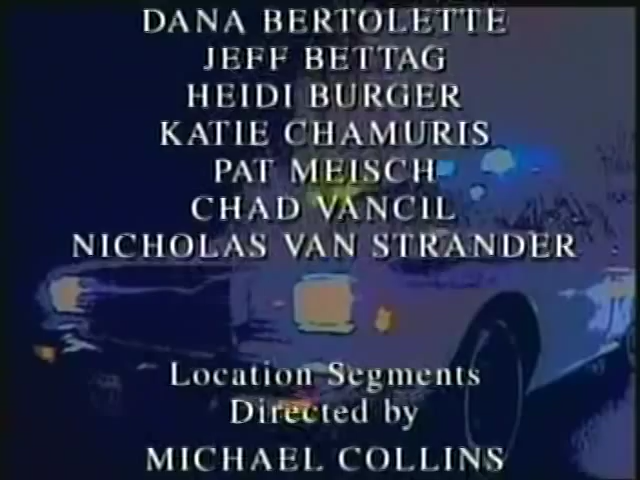 DANA BERTOLETTE
JEFF BETTAG
HEIDI BURGER
KATIE CHAMURIS
PAT MEISCH
CHAD VANCIL
NICHOLAS VAN STRANDER
Location Segments
Directed by
MICHAEL COLLINS